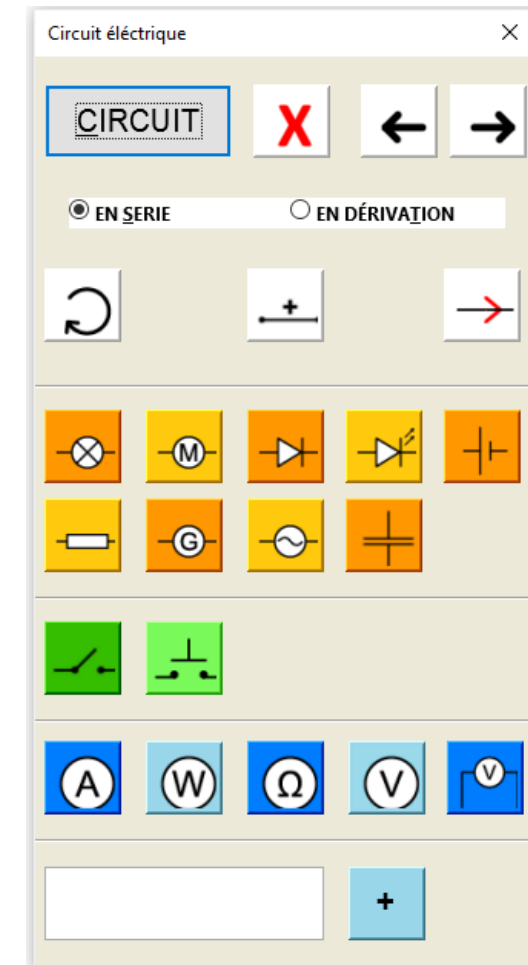 Circuit éléctrique
CIRCUIT X
EN SERIE EN DÉRIVATION
+
M
G
A W Ω V V
+